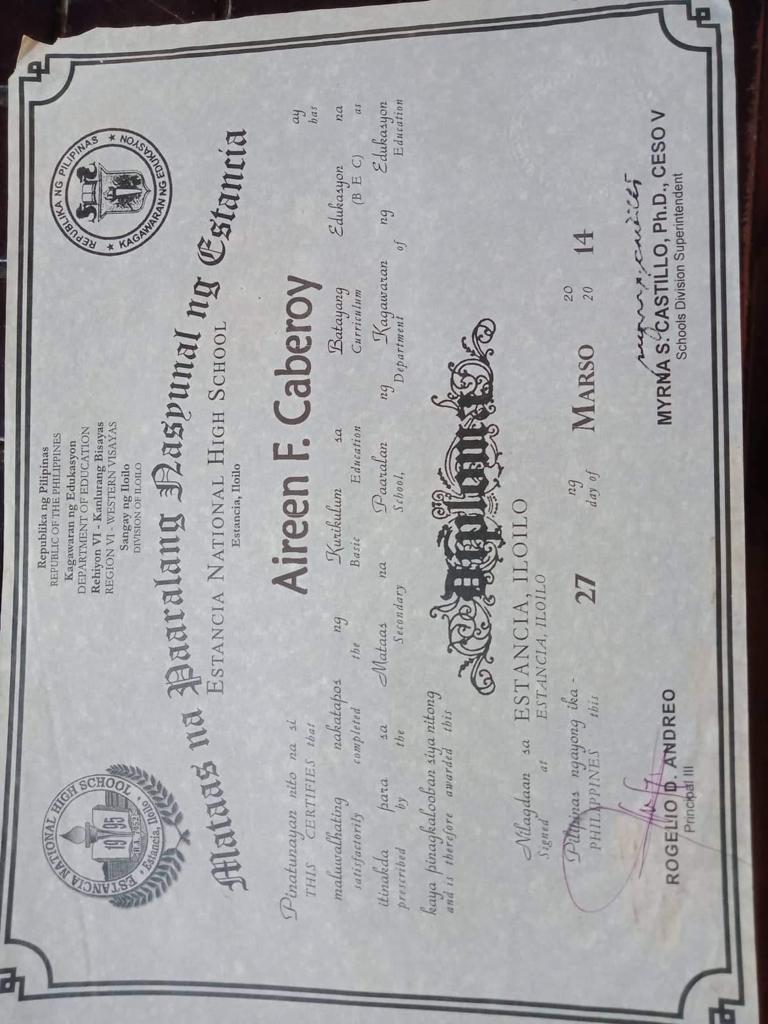 Republika ng Pilipinas
REPUBLIC OF THE PHILIPPINES
Kagawaran ng Edukasyon
DEPARTMENT OF EDUCATION
Rehiyon VI - Kanlurang Bisayas
REGION VI - WESTERN VISAYAS
Sangay ng Iloilo
DIVISION OF ILOILO
ESTANCIA NATIONAL HIGH SCHOOL
1995
Estancia, Iloilo
REPUBLIKA NG PILIPINAS
KAGAWARAN NG EDUKASYON
Mataas na Paaralang Nasyunal ng Estancia
ESTANCIA NATIONAL HIGH SCHOOL
Estancia, Iloilo
Pinatunayan nito na si Aireen F. Caberoy ay
THIS CERTIFIES that has
maluwalhating nakatapos ng Kurikulum sa Batayang Edukasyon na
satisfactorily completed the Basic Education Curriculum (B E C) as
itinakda para sa Mataas na Paaralan ng Kagawaran ng Edukasyon
prescribed by the Secondary School, Department of Education
kaya pinagkalooban siya nitong
and is therefore awarded this
Diploma
Nilagdaan sa ESTANCIA, ILOILO
Signed at ESTANCIA, ILOILO
Pilipinas ngayong ika - 27 ng MARSO 20 14
PHILIPPINES this day of 20
ROGELIO D. ANDREO
Principal III
MYRNA S. CASTILLO, Ph.D., CESO V
Schools Division Superintendent